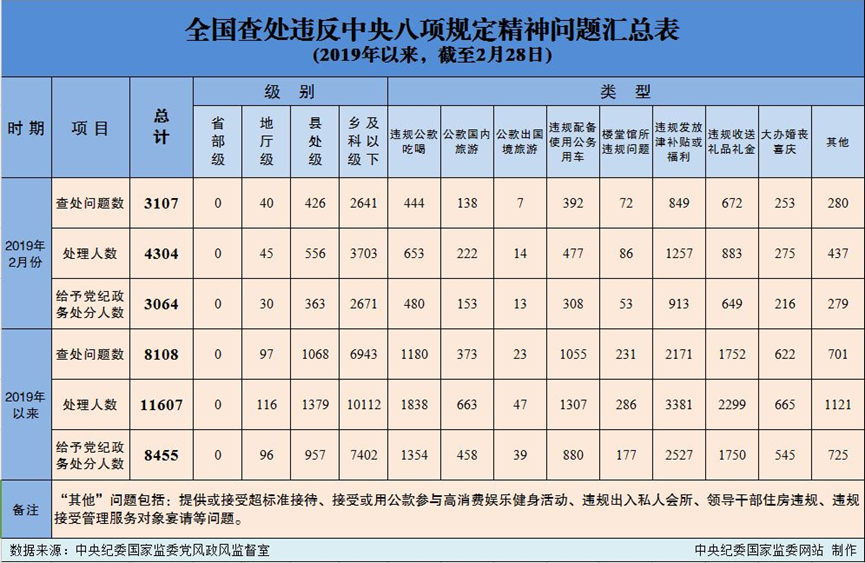 全国查处违反中央八项规定精神问题汇总表
(2019年以来，截至2月28日)
时 期 项 目 总计 级 别 类 型
省部级 地厅级 县处级 乡科级及以下 违规公款吃喝 公款国内旅游 公款出国境旅游 违规配备使用公务用车 楼堂馆所违规问题 违规发放津补贴或福利 违规收送礼品礼金 大办婚丧喜庆 其他
2019年2月份
查处问题数 3107 0 40 426 2641 444 138 7 392 72 849 672 253 280
处理人数 4304 0 45 556 3703 653 222 14 477 86 1257 883 275 437
给予党纪政务处分人数 3064 0 30 363 2671 480 153 13 308 53 913 649 216 279
2019年以来
查处问题数 8108 0 97 1068 6943 1180 373 23 1055 231 2171 1752 622 701
处理人数 11607 0 116 1379 10112 1838 663 47 1307 286 3381 2299 665 1121
给予党纪政务处分人数 8455 0 96 957 7402 1354 458 39 880 177 2527 1750 545 725
备注 “其他”问题包括：提供或接受超标准接待、接受或用公款参与高消费娱乐健身活动、违规出入私人会所、领导干部住房违规、违规
接受管理服务对象宴请等问题。
数据来源：中央纪委国家监委党风政风监督室 中央纪委国家监委网站 制作